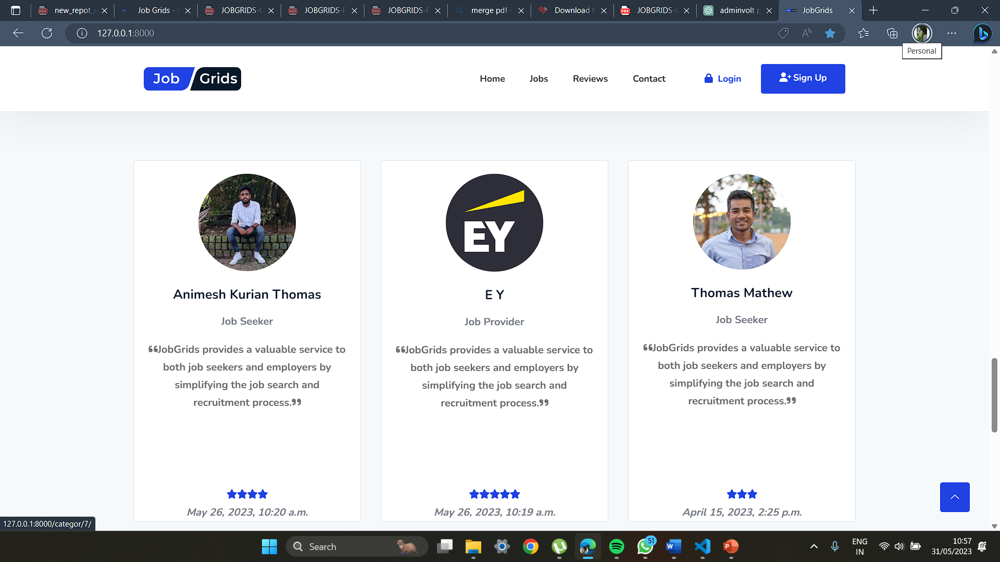 new_repot_
Job Grids -
JOBGRIDS-
JOBGRIDS-
JOBGRIDS-
merge pdf -
Download f
JOBGRIDS-
adminvolt p
JobGrids
127.0.0.1:8000
Personal
Job Grids
Home
Jobs
Reviews
Contact
Login
Sign Up
EY
Animesh Kurian Thomas
Job Seeker
❝JobGrids provides a valuable service to
both job seekers and employers by
simplifying the job search and
recruitment process.❞
May 26, 2023, 10:20 a.m.
E Y
Job Provider
❝JobGrids provides a valuable service to
both job seekers and employers by
simplifying the job search and
recruitment process.❞
May 26, 2023, 10:19 a.m.
Thomas Mathew
Job Seeker
❝JobGrids provides a valuable service to
both job seekers and employers by
simplifying the job search and
recruitment process.❞
April 15, 2023, 2:25 p.m.
127.0.0.1:8000/categor/7/
Search
51
ENG
IN
10:57
31/05/2023